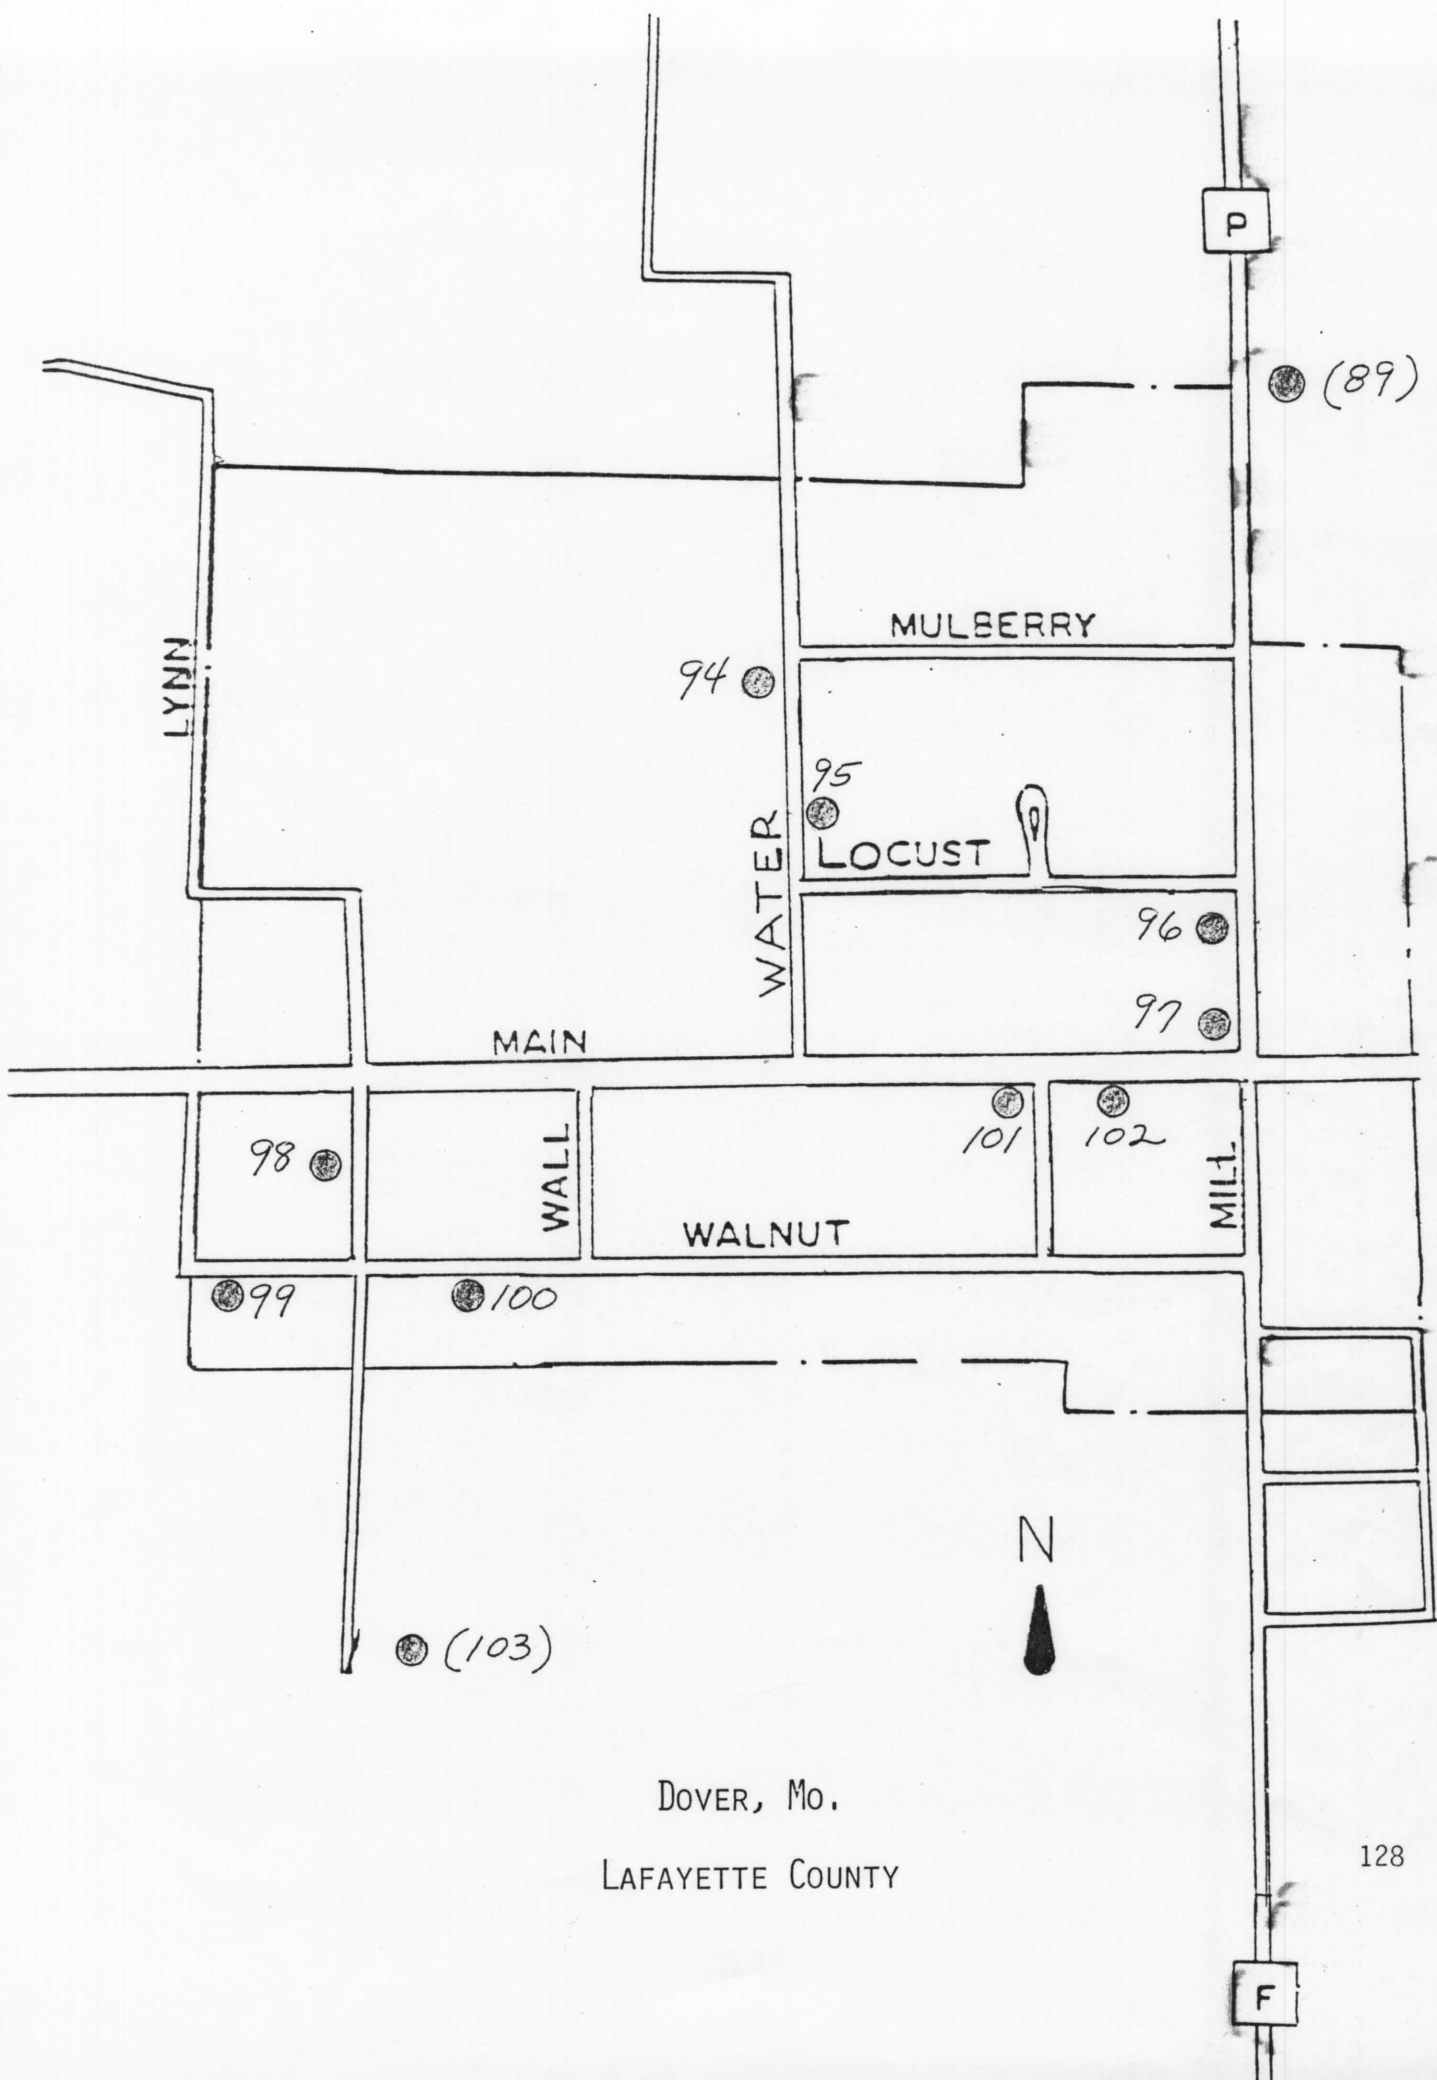 P
(89)
MULBERRY
LYNN
94
95
WATER
LOCUST
96
97
MAIN
98
WALL
101
102
MILL
WALNUT
99
100
N
(103)
DOVER, MO.
LAFAYETTE COUNTY
128
F